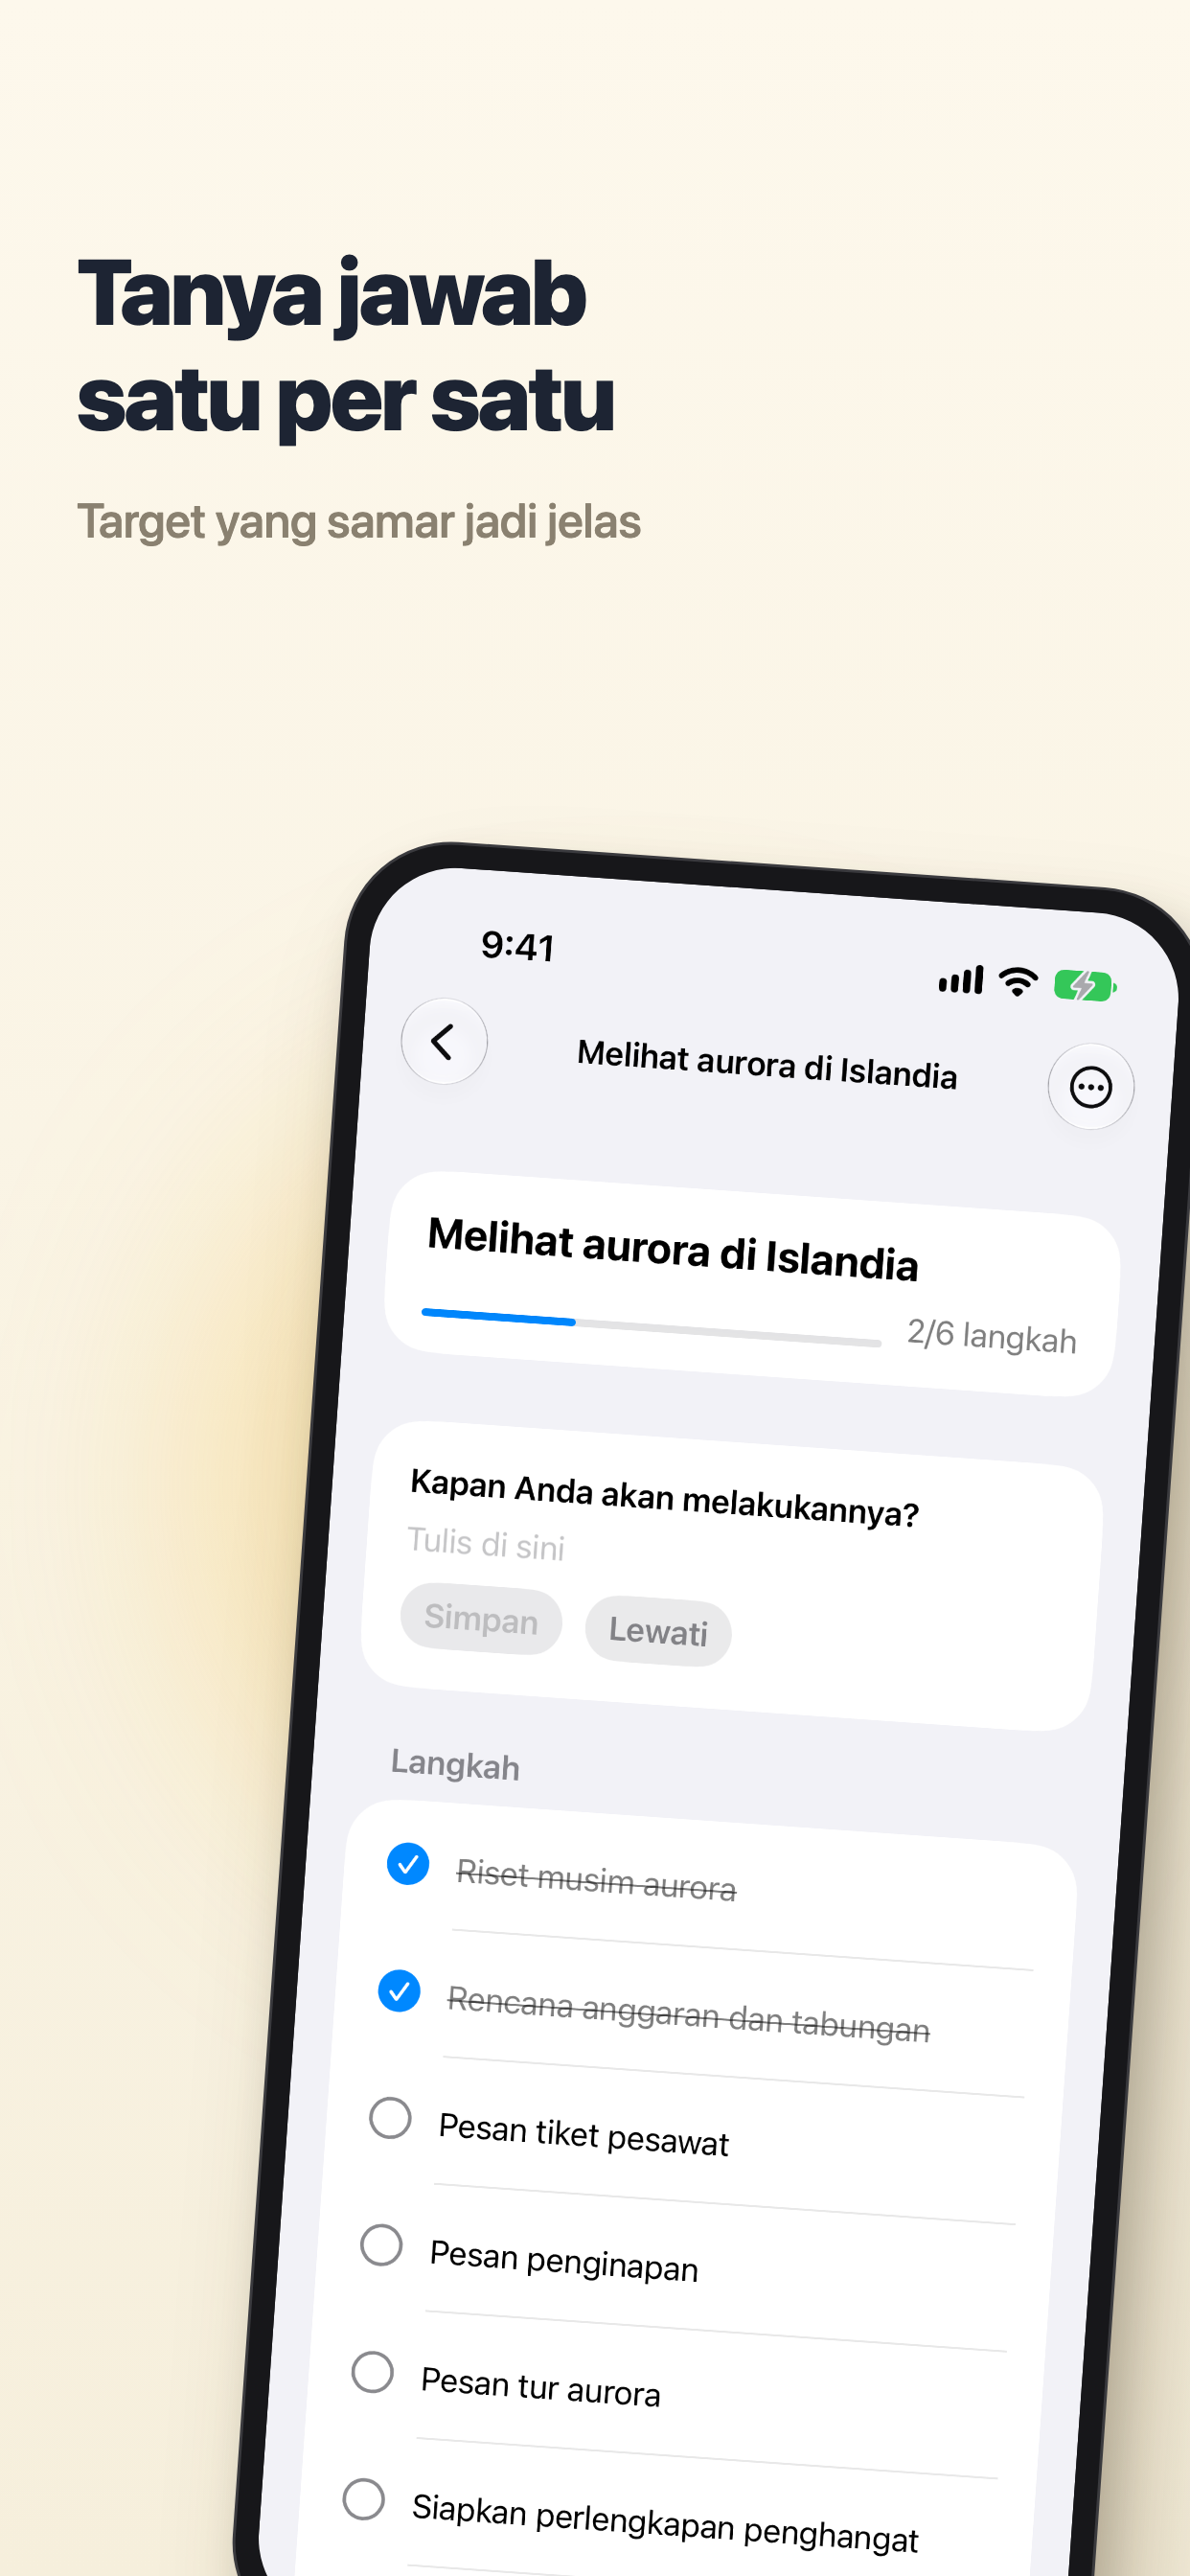 Tanya jawab
satu per satu
Target yang samar jadi jelas
9:41
Melihat aurora di Islandia
Melihat aurora di Islandia
2/6 langkah
Kapan Anda akan melakukannya?
Tulis di sini
Simpan Lewati
Langkah
Riset musim aurora
Rencana anggaran dan tabungan
Pesan tiket pesawat
Pesan penginapan
Pesan tur aurora
Siapkan perlengkapan penghangat